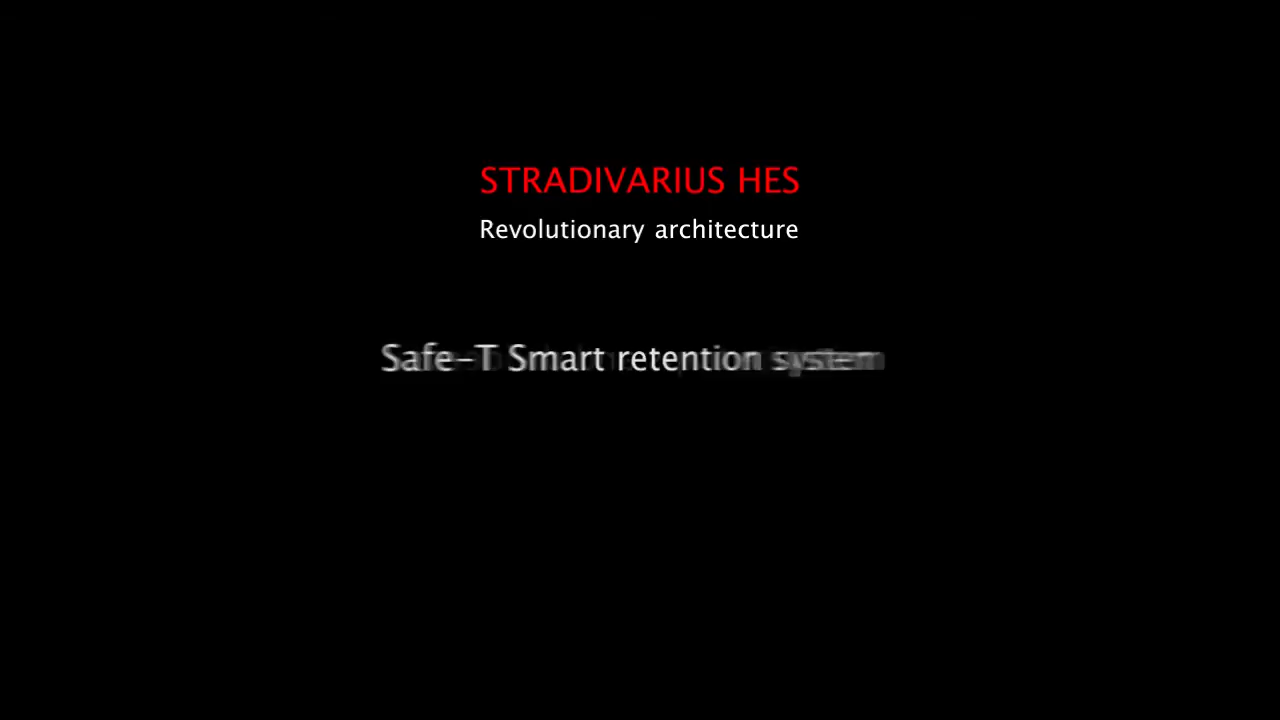 STRADIVARIUS HES
Revolutionary architecture
Safe-T Smart retention system